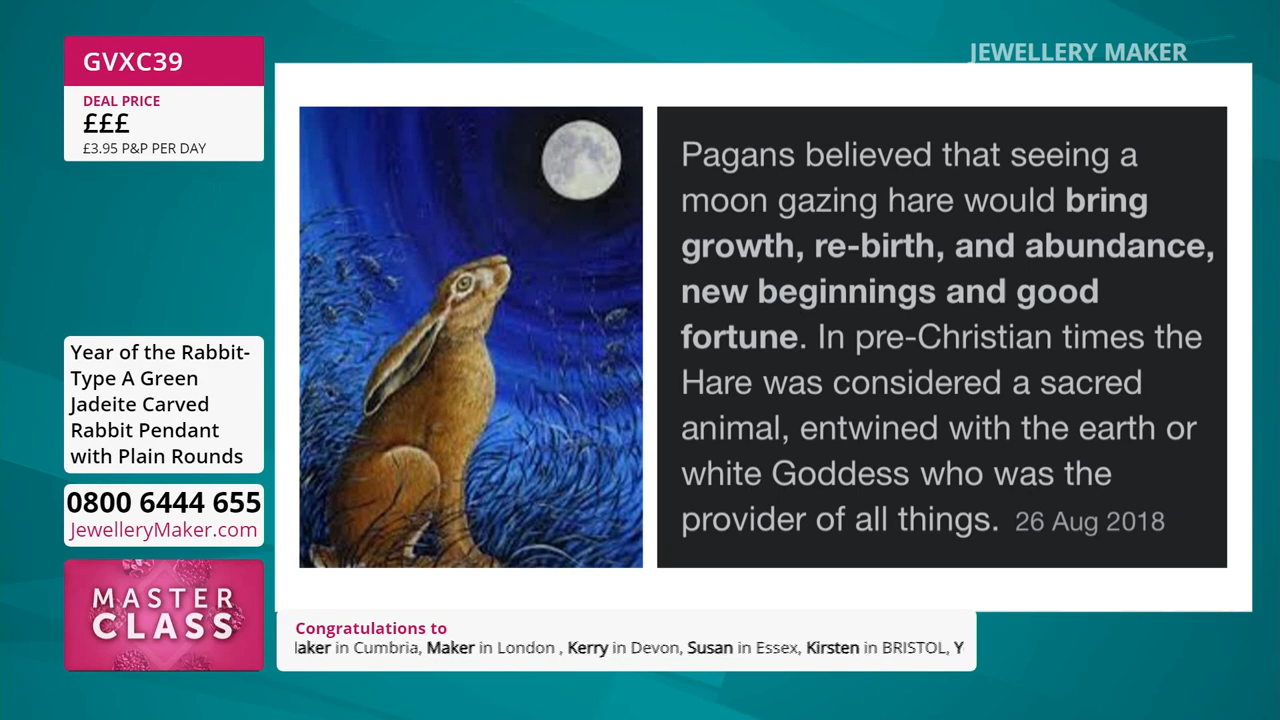 GVXC39
DEAL PRICE
£££
£3.95 P&P PER DAY
JEWELLERY MAKER
Pagans believed that seeing a
moon gazing hare would bring
growth, re-birth, and abundance,
new beginnings and good
fortune. In pre-Christian times the
Hare was considered a sacred
animal, entwined with the earth or
white Goddess who was the
provider of all things. 26 Aug 2018
Year of the Rabbit-
Type A Green
Jadeite Carved
Rabbit Pendant
with Plain Rounds
0800 6444 655
JewelleryMaker.com
MASTER
CLASS
Congratulations to
in Cumbria, Maker in London , Kerry in Devon, Susan in Essex, Kirsten in BRISTOL, Y